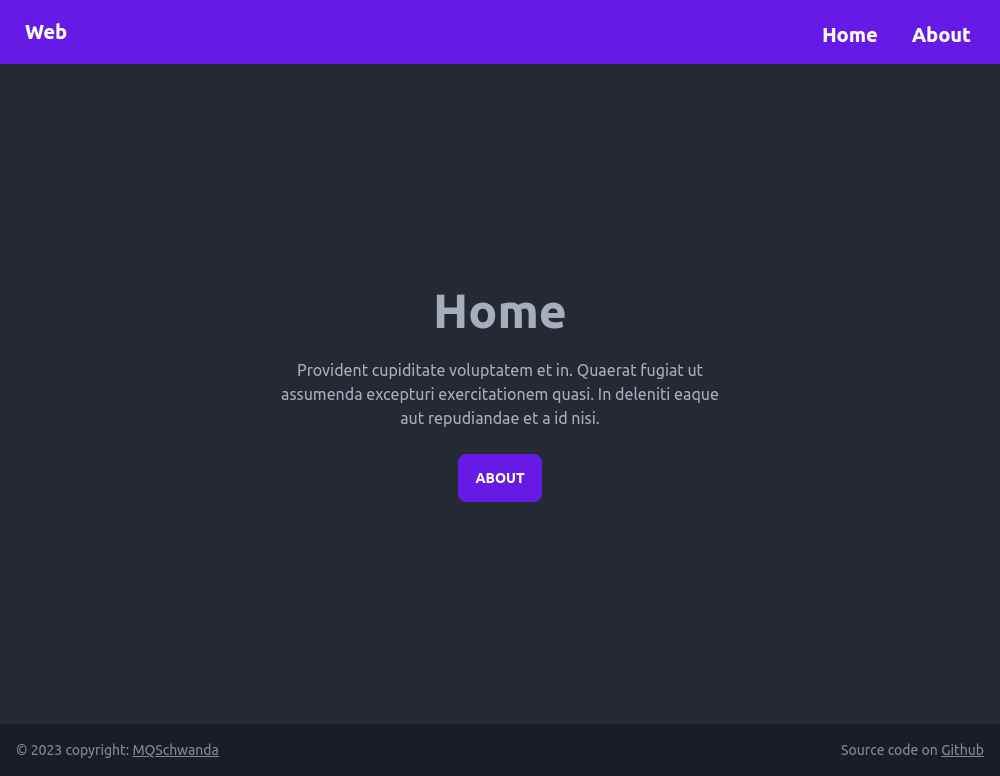 Web
Home About
Home
Provident cupiditate voluptatem et in. Quaerat fugiat ut
assumenda excepturi exercitationem quasi. In deleniti eaque
aut repudiandae et a id nisi.
ABOUT
© 2023 copyright: MQSchwanda
Source code on Github